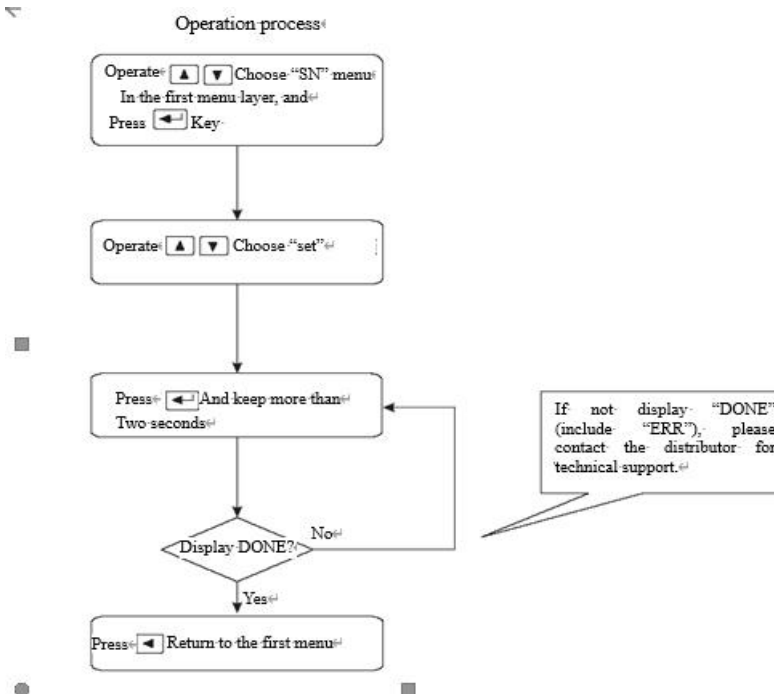 Operation process
Operate ▲ ▼ Choose “SN” menu
In the first menu layer, and
Press Key
Operate ▲ ▼ Choose “set”
Press And keep more than
Two seconds
If not display “DONE”
(include “ERR”), please
contact the distributor for
technical support.
Display DONE?
No
Yes
Press ◄ Return to the first menu